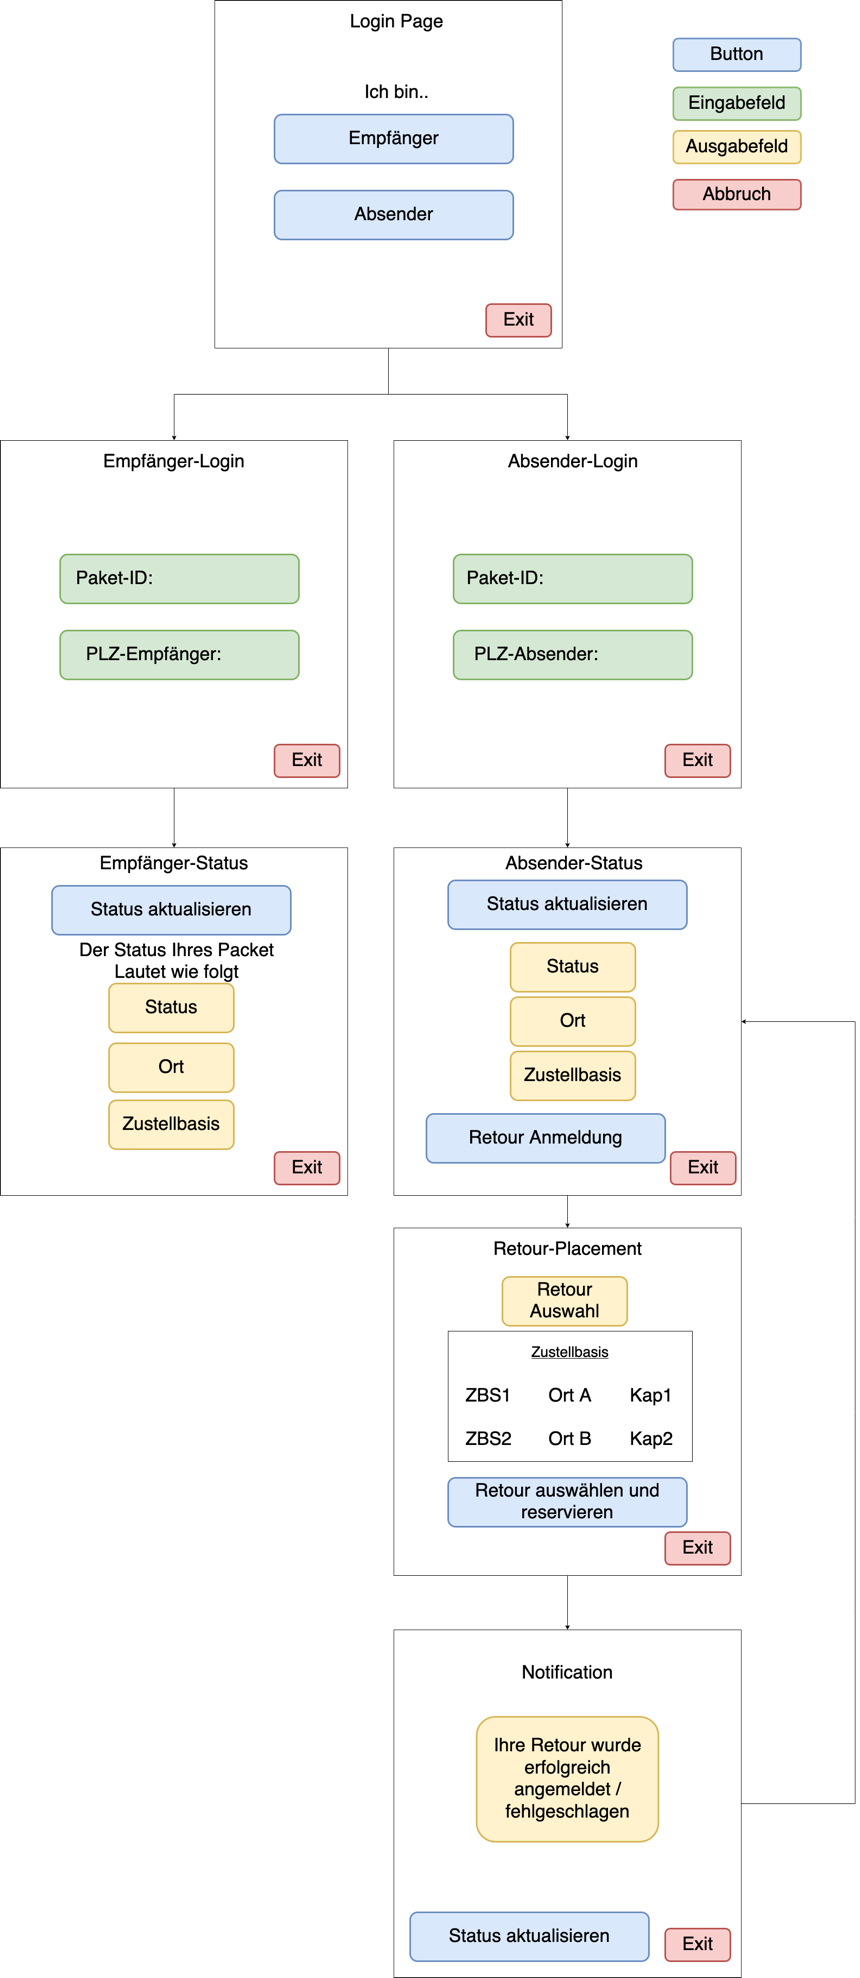 Login Page
Ich bin..
Empfänger
Absender
Exit
Button
Eingabefeld
Ausgabefeld
Abbruch
Empfänger-Login
Paket-ID:
PLZ-Empfänger:
Exit
Absender-Login
Paket-ID:
PLZ-Absender:
Exit
Empfänger-Status
Status aktualisieren
Der Status Ihres Packet
Lautet wie folgt
Status
Ort
Zustellbasis
Exit
Absender-Status
Status aktualisieren
Status
Ort
Zustellbasis
Retour Anmeldung
Exit
Retour-Placement
Retour
Auswahl
Zustellbasis
ZBS1 Ort A Kap1
ZBS2 Ort B Kap2
Retour auswählen und
reservieren
Exit
Notification
Ihre Retour wurde
erfolgreich
angemeldet /
fehlgeschlagen
Status aktualisieren
Exit